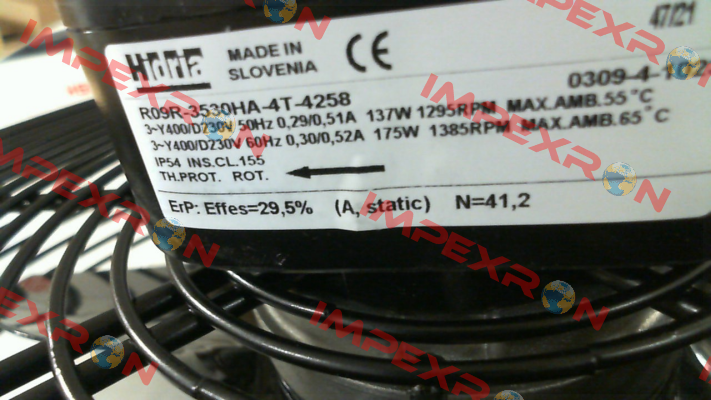 47/21
Hidria MADE IN SLOVENIA CE
0309-4-1
R09R-3530HA-4T-4258
3~Y400/D230V 50Hz 0,29/0,51A 137W 1295RPM MAX.AMB.55°C
3~Y400/D230V 60Hz 0,30/0,52A 175W 1385RPM MAX.AMB.65°C
IP54 INS.CL.155
TH.PROT. ROT.
ErP: Effes=29,5% (A, static) N=41,2
IMPEXRON
IMPEXRON
IMPEXRON
IMPEXRON
IMPEXRON
IMPEXRON